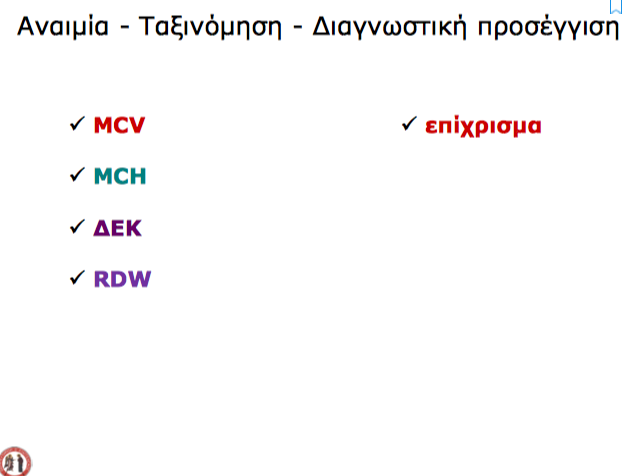 Αναιμία - Ταξινόμηση - Διαγνωστική προσέγγιση
✓ MCV
✓ επίχρισμα
✓ MCH
✓ ΔΕΚ
✓ RDW